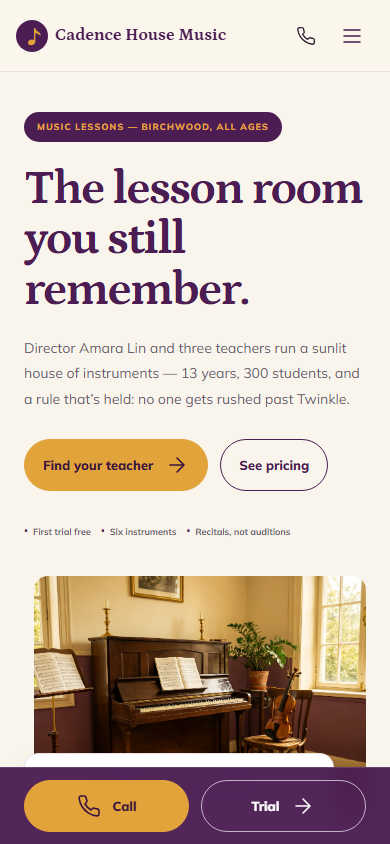 Cadence House Music
MUSIC LESSONS — BIRCHWOOD, ALL AGES
The lesson room
you still
remember.
Director Amara Lin and three teachers run a sunlit
house of instruments — 13 years, 300 students, and
a rule that's held: no one gets rushed past Twinkle.
Find your teacher
See pricing
First trial free
Six instruments
Recitals, not auditions
Call
Trial